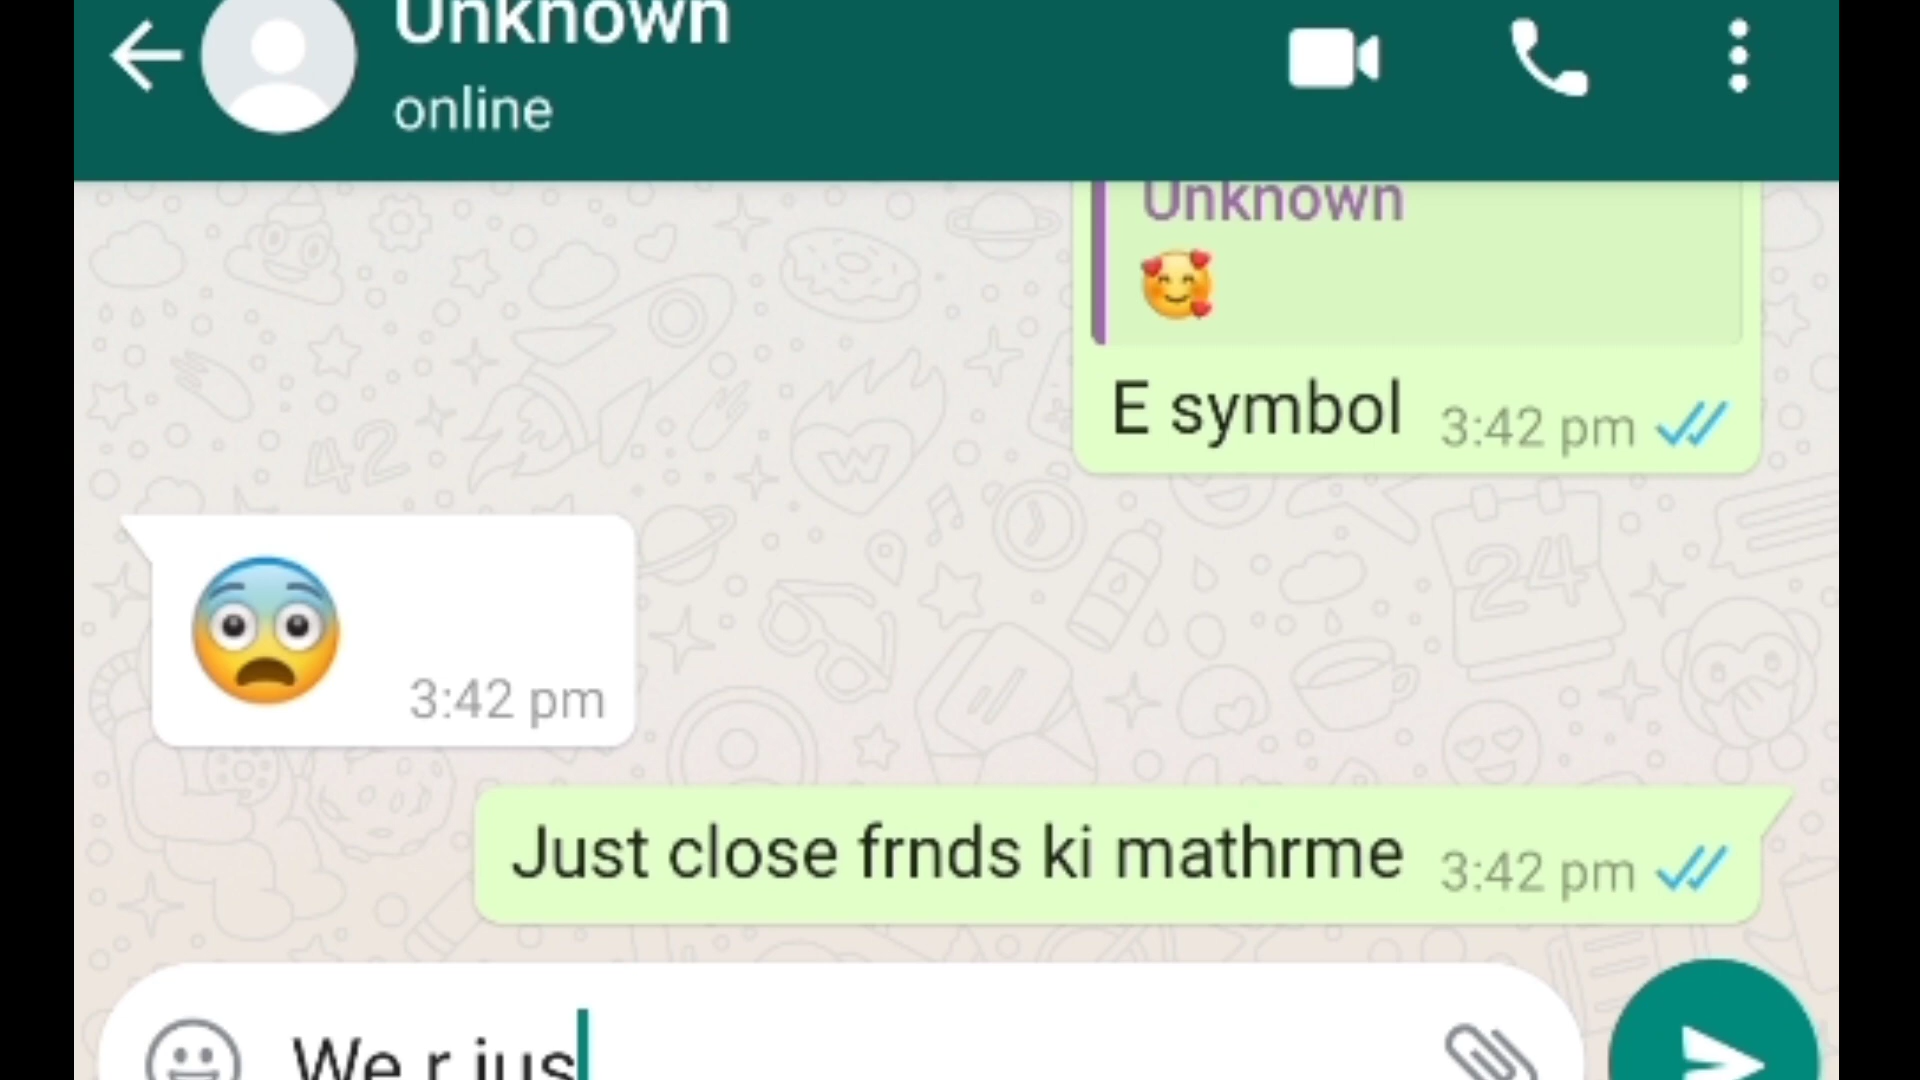 Unknown
online
Unknown
🥰
E symbol 3:42 pm
😨
3:42 pm
Just close frnds ki mathrme 3:42 pm
We r jus